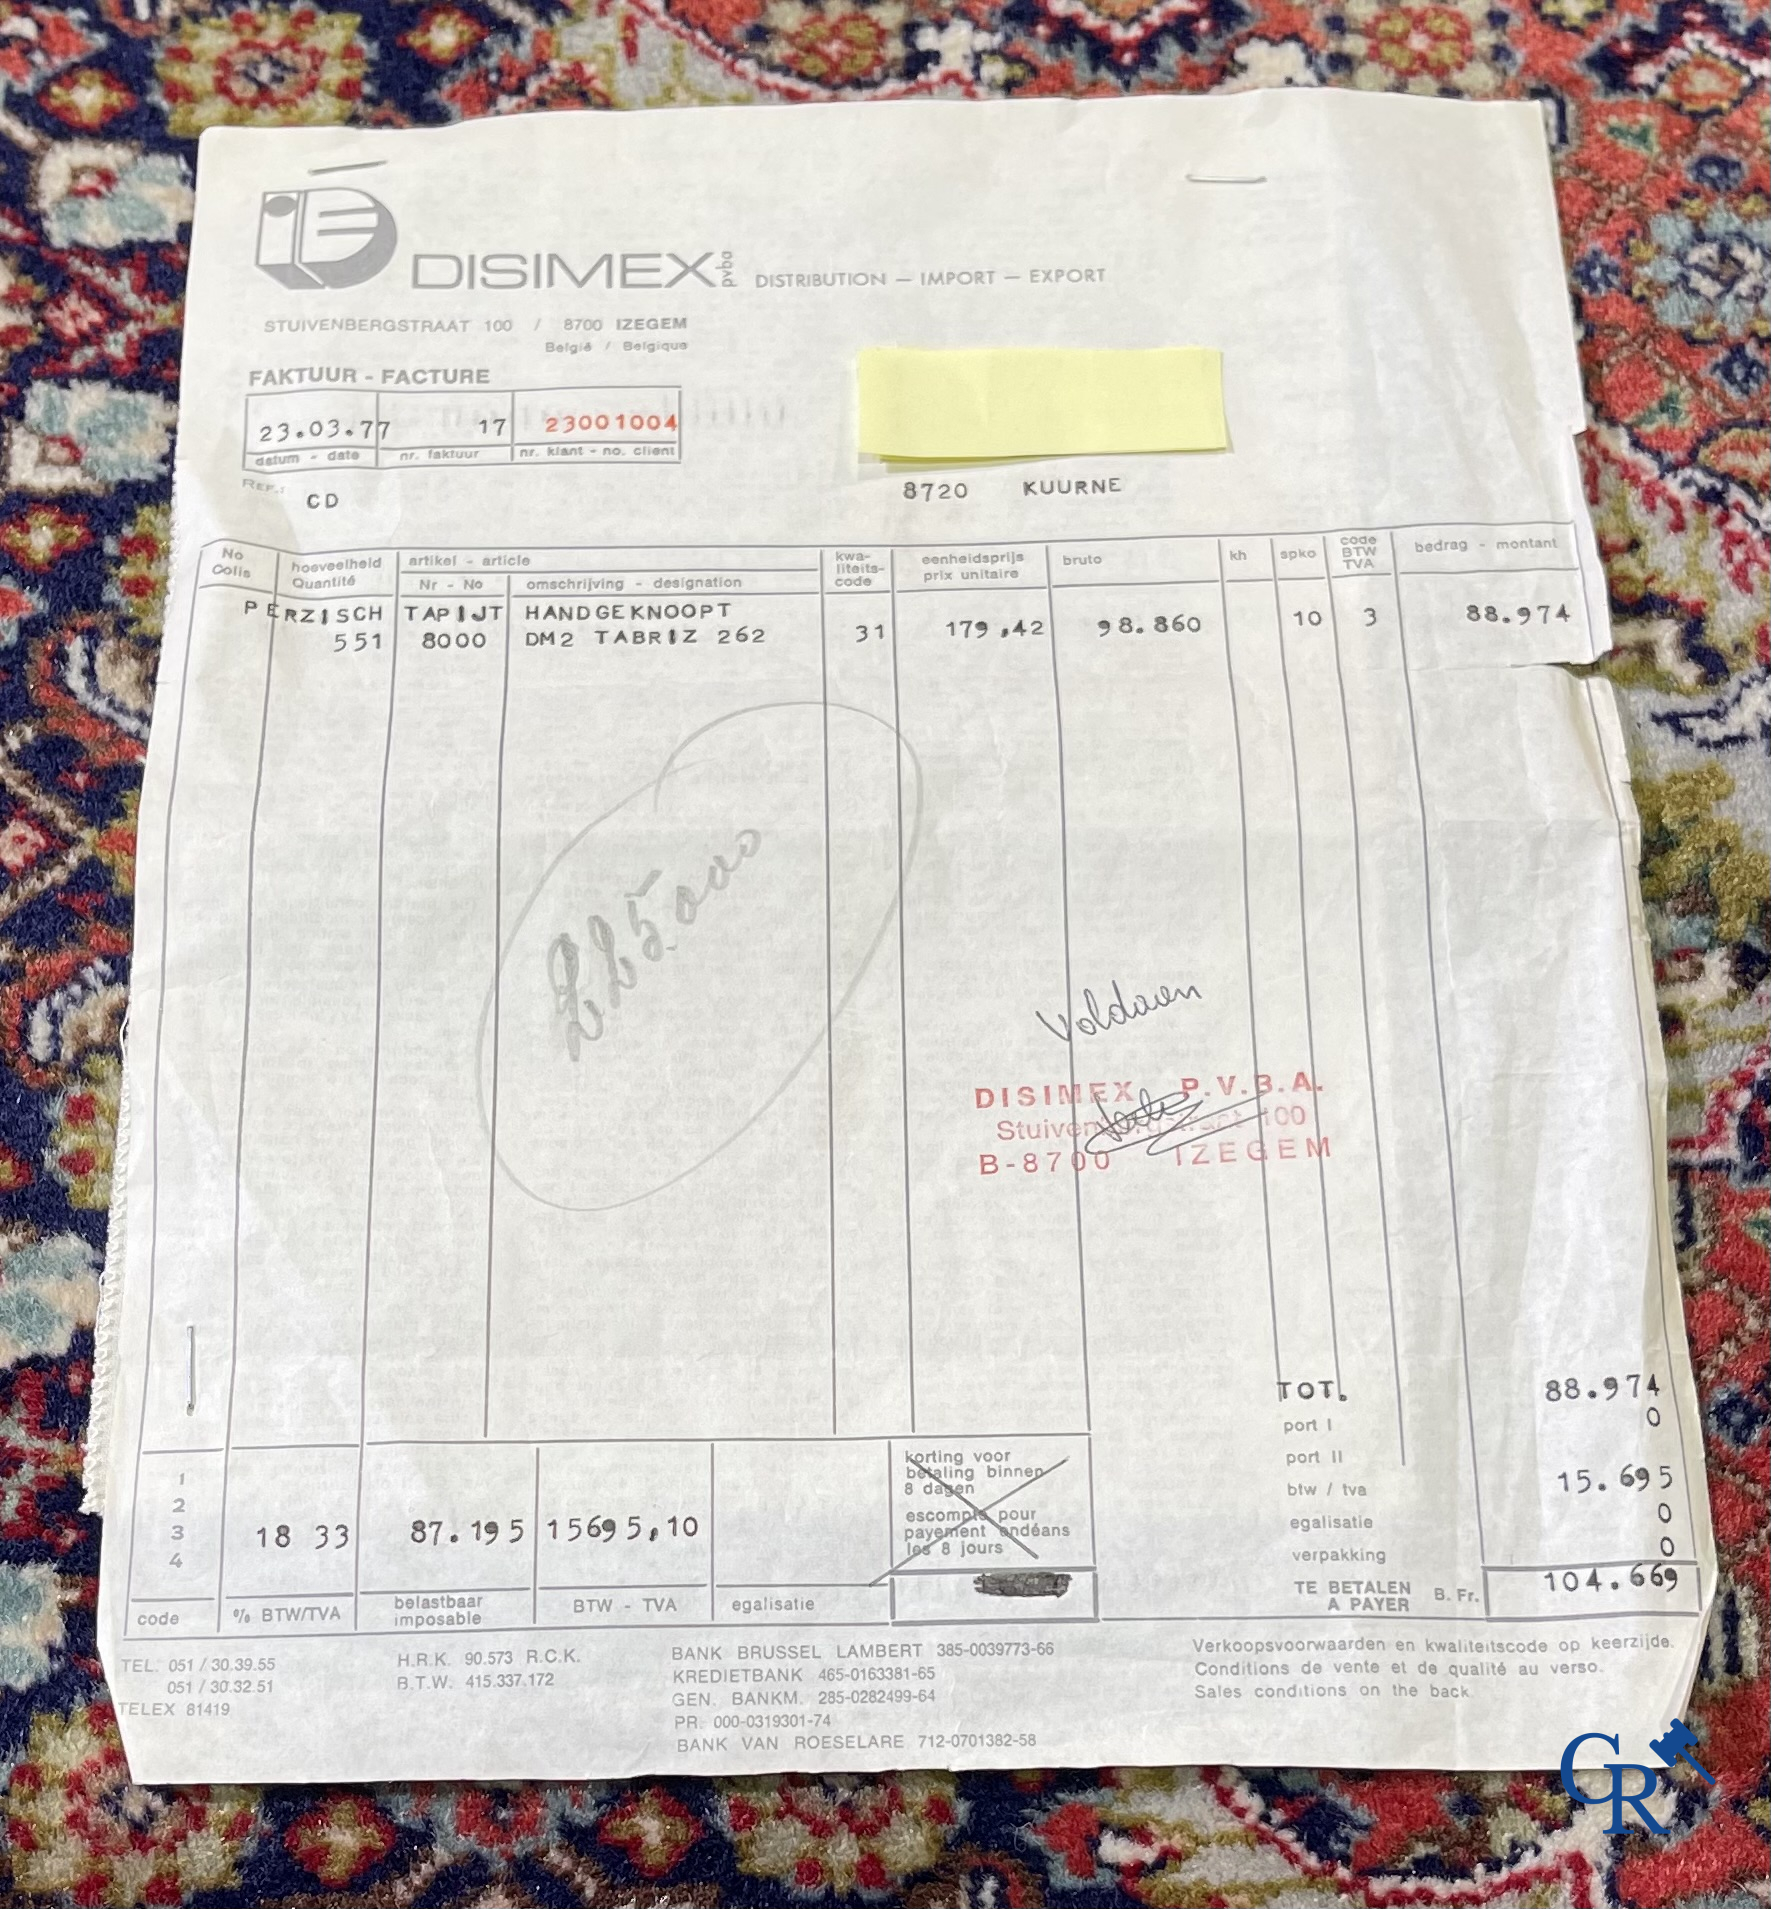 DISIMEX pvba DISTRIBUTION — IMPORT — EXPORT
STUIVENBERGSTRAAT 100 / 8700 IZEGEM
België / Belgique
FAKTUUR - FACTURE
23.03.77 17 23001004
datum - date nr. faktuur nr. klant - no. client
REF.: CD
8720 KUURNE
No Colis hoeveelheid Quantité artikel - article Nr - No omschrijving - designation kwa-liteits-code eenheidsprijs prix unitaire bruto kh spko code BTW TVA bedrag - montant
PERZISCH TAPIJT HANDGEKNOOPT
551 8000 DM2 TABRIZ 262 31 179,42 98.860 10 3 88.974
225.000
Voldaan
DISIMEX P.V.B.A.
Stuivenbergstraat 100
B-8700 IZEGEM
TOT. 88.974
port I 0
port II
btw / tva 15.695
egalisatie 0
verpakking 0
TE BETALEN
A PAYER B. Fr. 104.669
korting voor
betaling binnen
8 dagen
escompte pour
payement endéans
les 8 jours
1
2
3 18 33 87.195 15695,10
4
code % BTW/TVA belastbaar imposable BTW - TVA egalisatie
TEL. 051 / 30.39.55
051 / 30.32.51
TELEX 81419
H.R.K. 90.573 R.C.K.
B.T.W. 415.337.172
BANK BRUSSEL LAMBERT 385-0039773-66
KREDIETBANK 465-0163381-65
GEN. BANKM. 285-0282499-64
PR. 000-0319301-74
BANK VAN ROESELARE 712-0701382-58
Verkoopsvoorwaarden en kwaliteitscode op keerzijde.
Conditions de vente et de qualité au verso.
Sales conditions on the back
CR